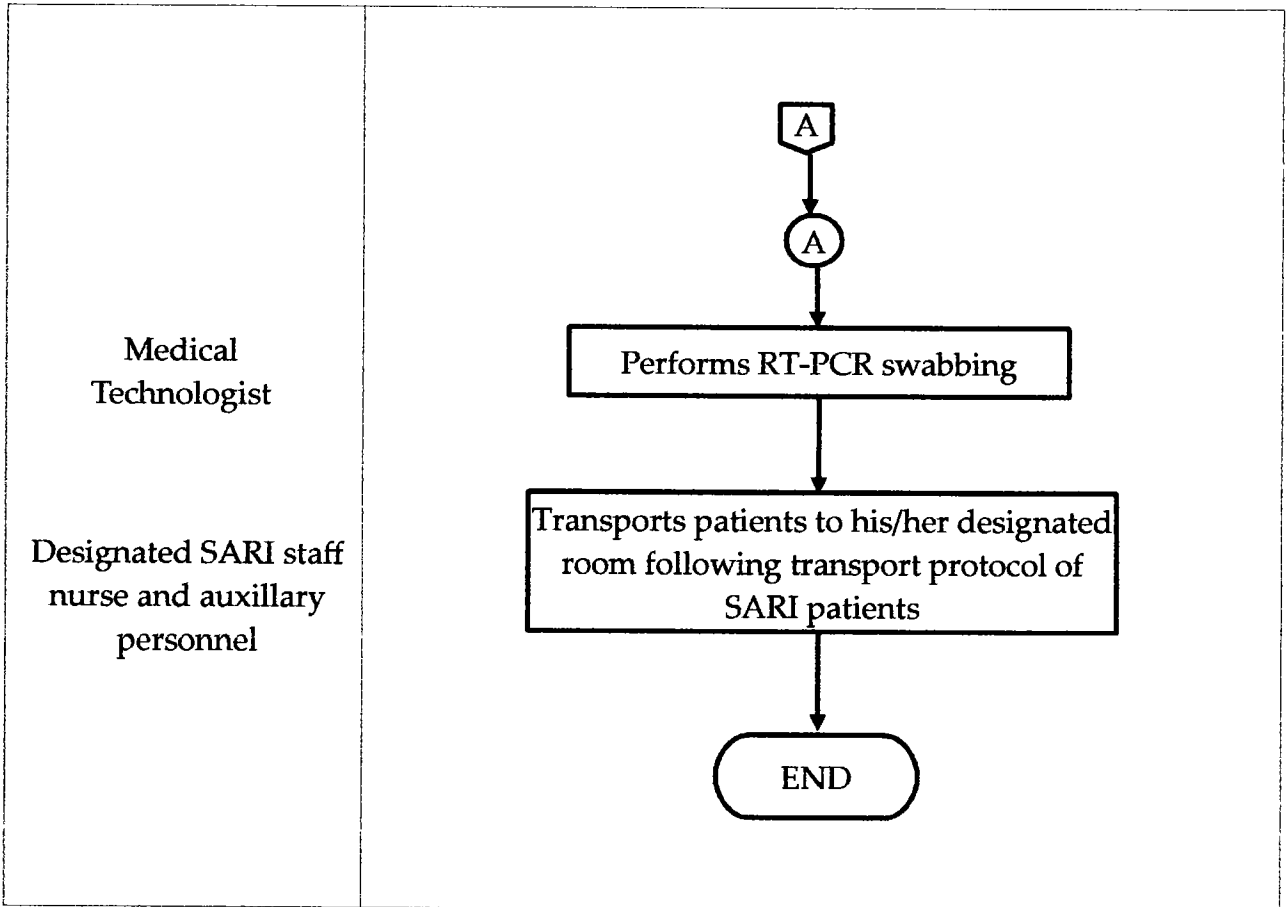 A
A
Medical
Technologist
Performs RT-PCR swabbing
Designated SARI staff
nurse and auxillary
personnel
Transports patients to his/her designated
room following transport protocol of
SARI patients
END